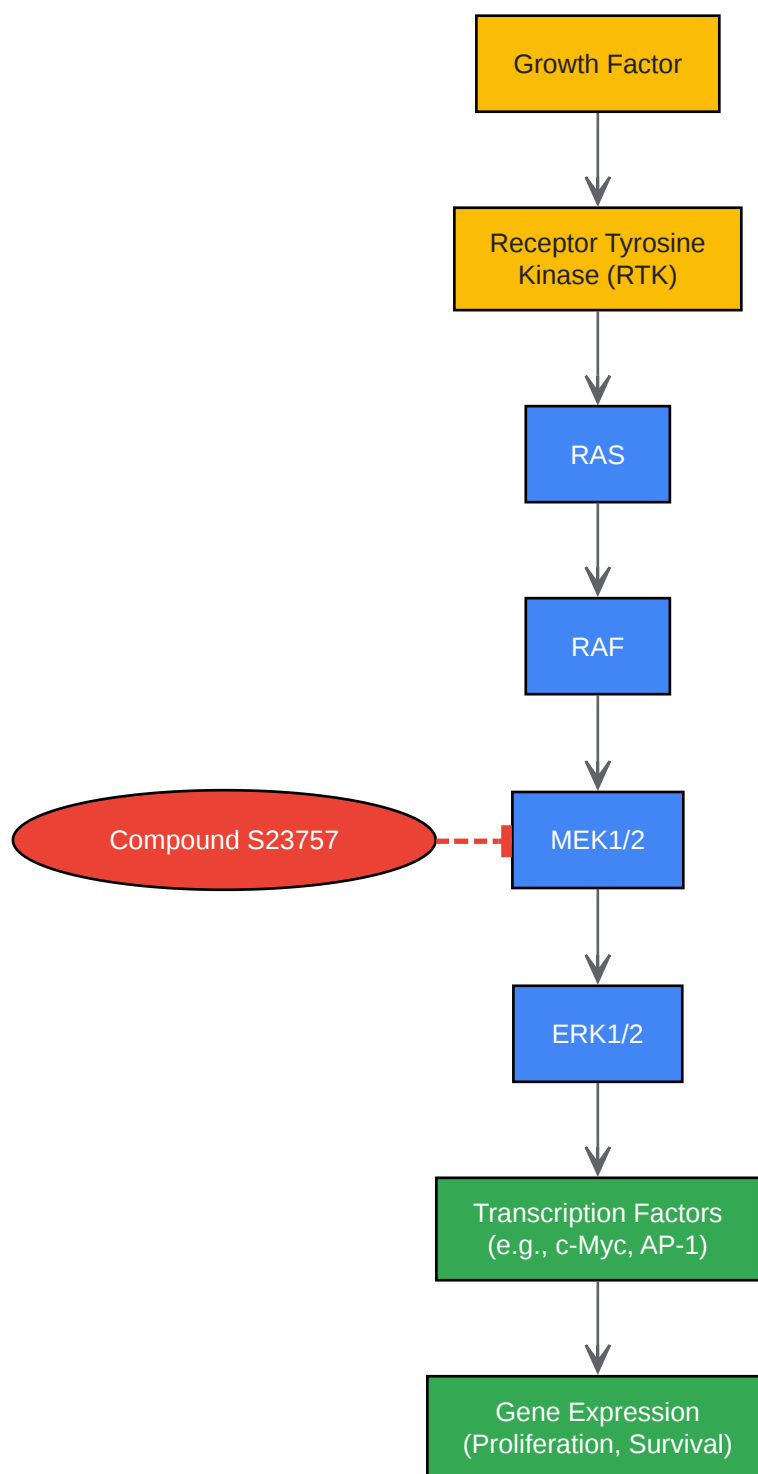 Growth Factor
Receptor Tyrosine
Kinase (RTK)
RAS
RAF
Compound S23757
MEK1/2
ERK1/2
Transcription Factors
(e.g., c-Myc, AP-1)
Gene Expression
(Proliferation, Survival)